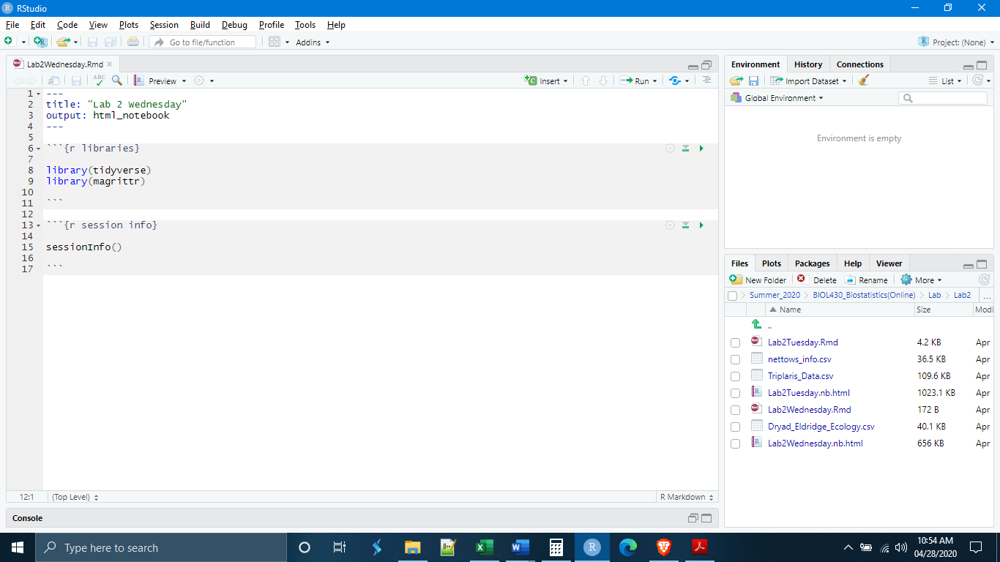 RStudio
File Edit Code View Plots Session Build Debug Profile Tools Help
Go to file/function Addins Project: (None)
Lab2Wednesday.Rmd
ABC Preview Insert Run
1 ---
2 title: "Lab 2 Wednesday"
3 output: html_notebook
4 ---
5
6 ```{r libraries}
7
8 library(tidyverse)
9 library(magrittr)
10
11 ```
12
13 ```{r session info}
14
15 sessionInfo()
16
17 ```
12:1 (Top Level) R Markdown
Console
Environment History Connections
Import Dataset List
Global Environment
Environment is empty
Files Plots Packages Help Viewer
New Folder Delete Rename More
Summer_2020 BIOL430_Biostatistics(Online) Lab Lab2 ...
Name Size Modi
..
Lab2Tuesday.Rmd 4.2 KB Apr
nettows_info.csv 36.5 KB Apr
Triplaris_Data.csv 109.6 KB Apr
Lab2Tuesday.nb.html 1023.1 KB Apr
Lab2Wednesday.Rmd 172 B Apr
Dryad_Eldridge_Ecology.csv 40.1 KB Apr
Lab2Wednesday.nb.html 656 KB Apr
Type here to search
10:54 AM
04/28/2020